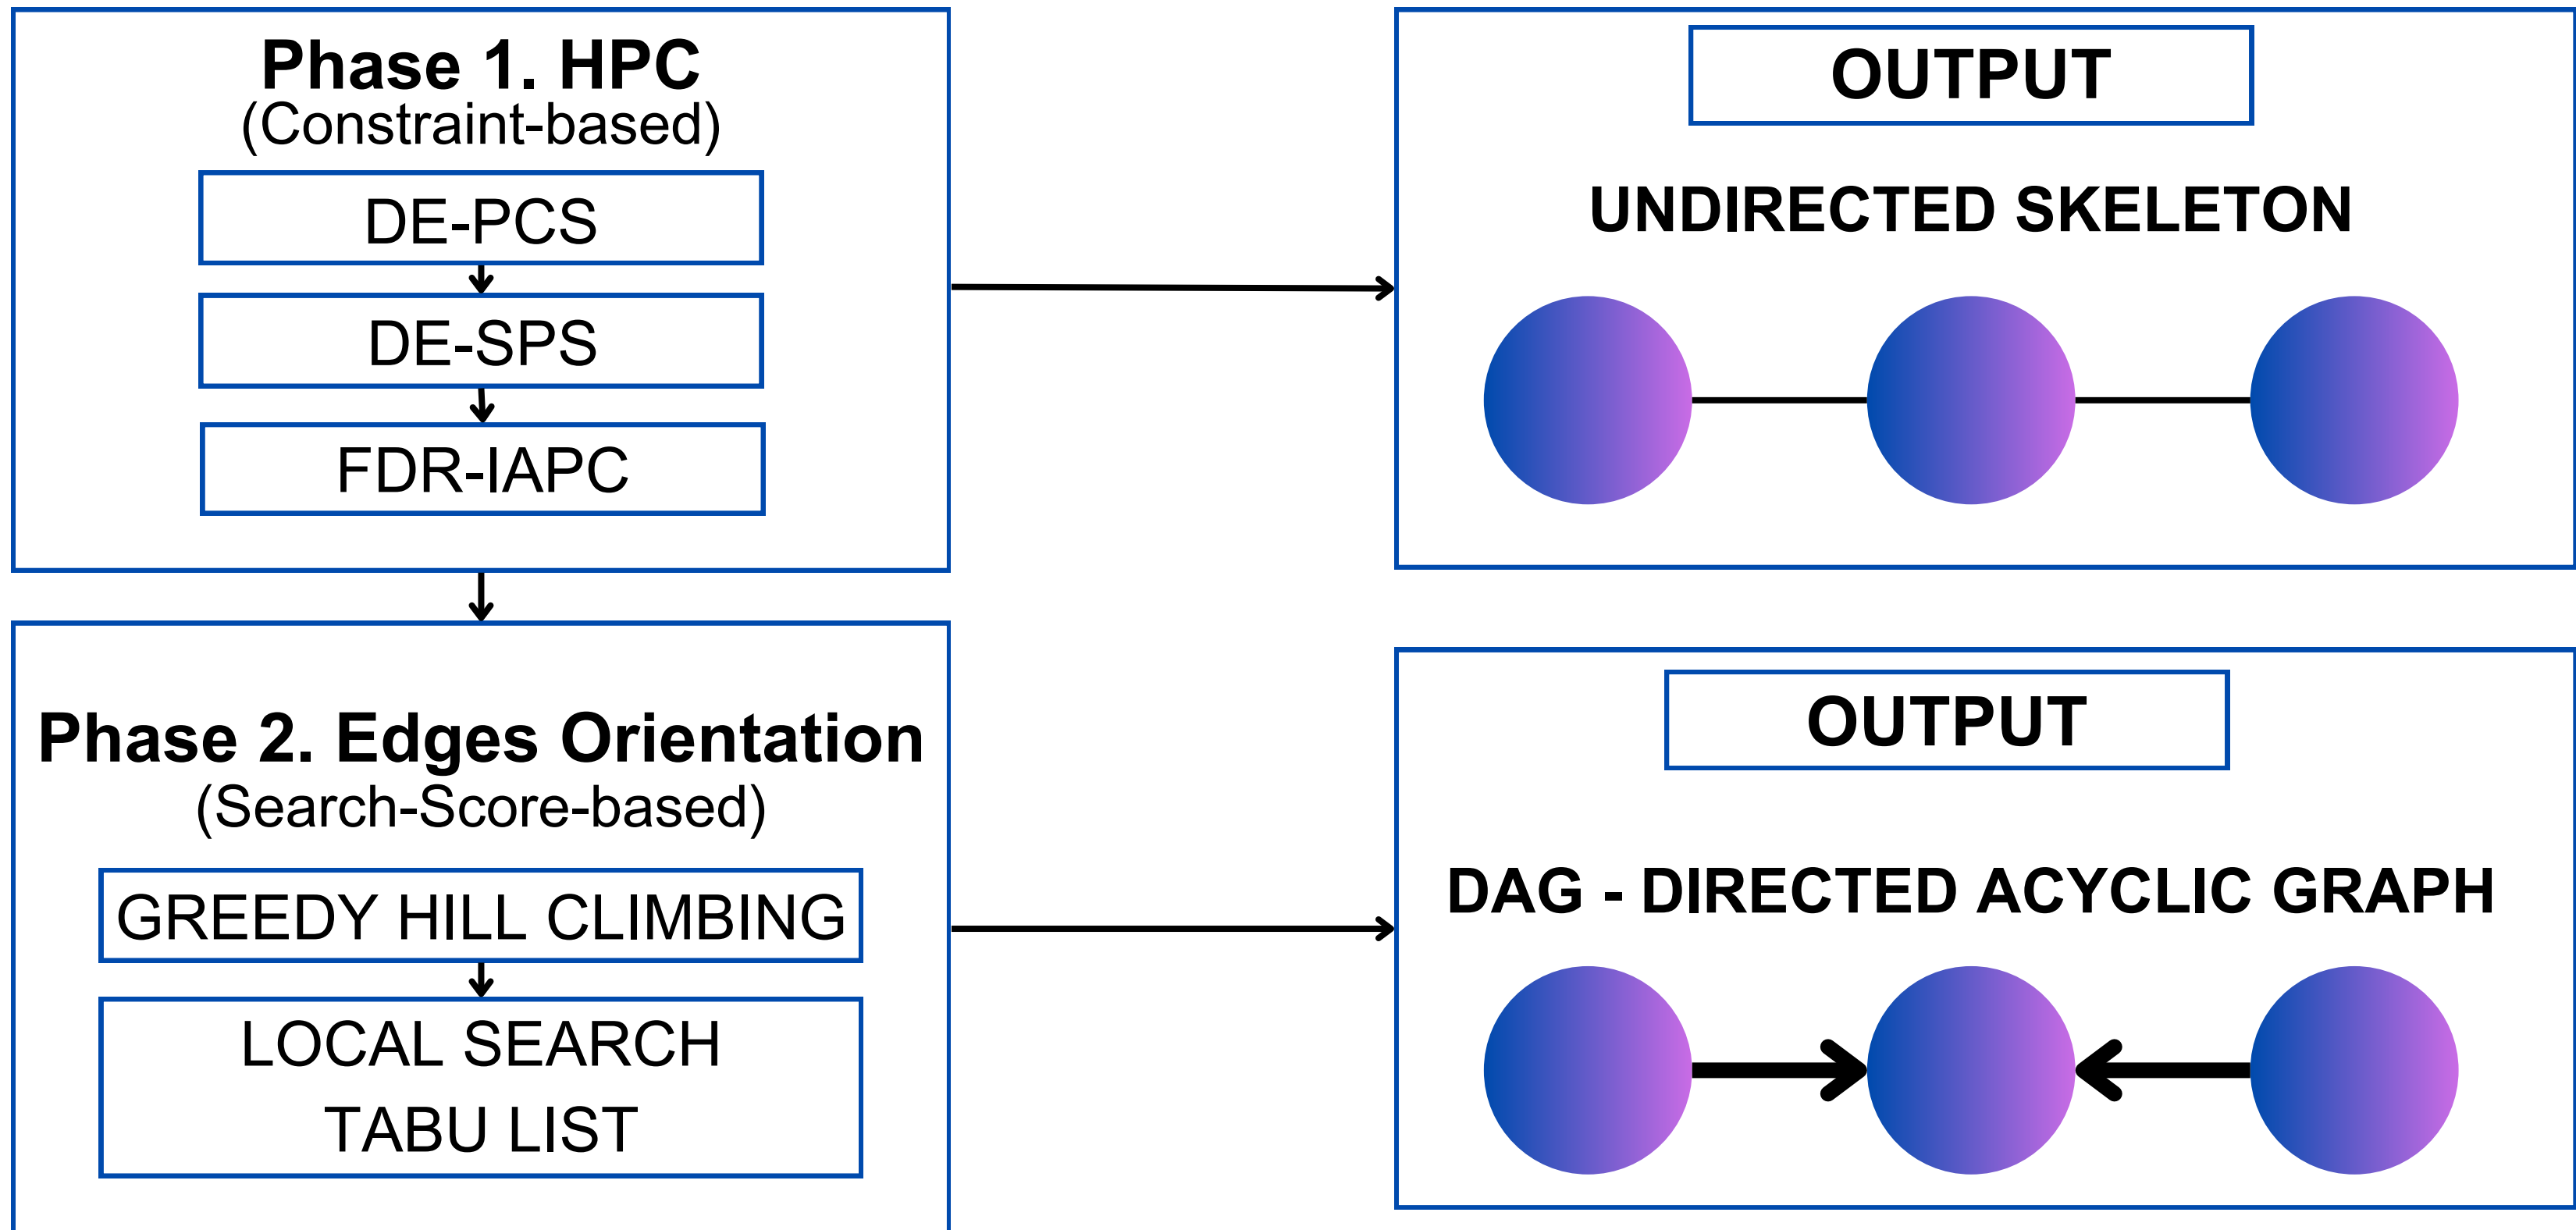 Phase 1. HPC
(Constraint-based)
DE-PCS
DE-SPS
FDR-IAPC
OUTPUT
UNDIRECTED SKELETON
Phase 2. Edges Orientation
(Search-Score-based)
GREEDY HILL CLIMBING
LOCAL SEARCH
TABU LIST
OUTPUT
DAG - DIRECTED ACYCLIC GRAPH